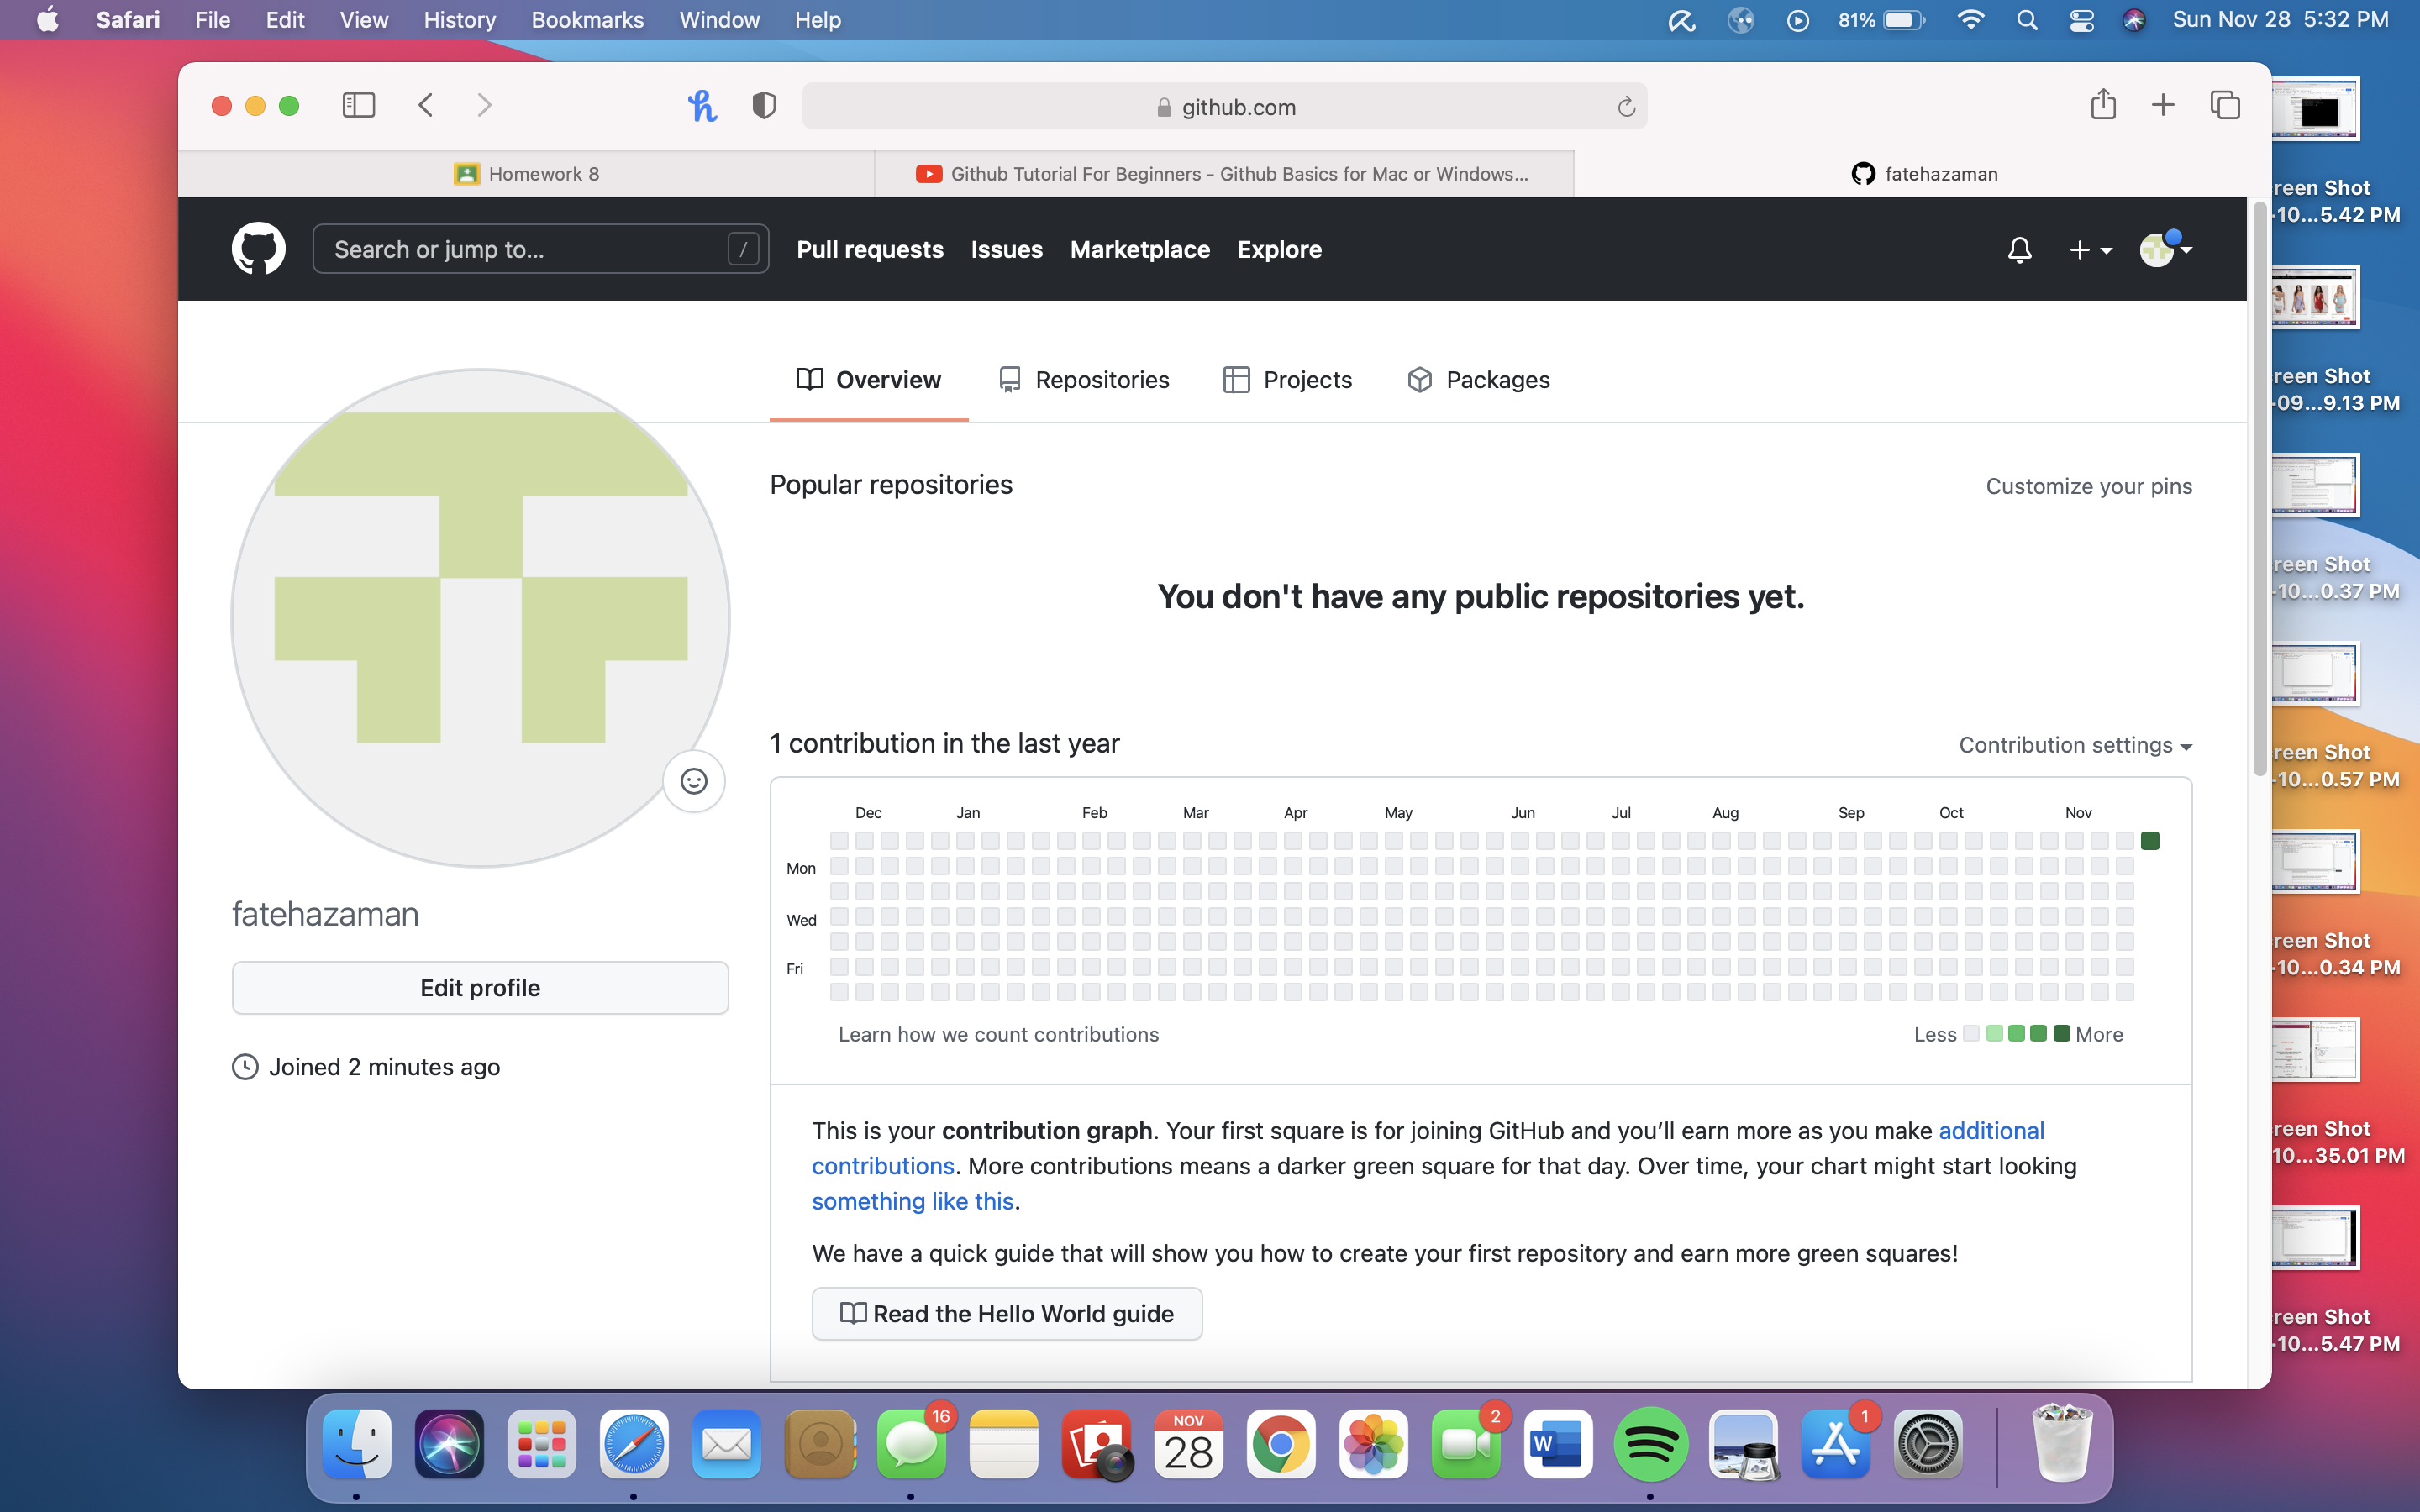 Safari File Edit View History Bookmarks Window Help 81% Sun Nov 28 5:32 PM
github.com
Homework 8 Github Tutorial For Beginners - Github Basics for Mac or Windows... fatehazaman
Search or jump to... / Pull requests Issues Marketplace Explore
Overview Repositories Projects Packages
Popular repositories Customize your pins
You don't have any public repositories yet.
1 contribution in the last year Contribution settings
Dec Jan Feb Mar Apr May Jun Jul Aug Sep Oct Nov
Mon
Wed
Fri
Learn how we count contributions Less More
This is your contribution graph. Your first square is for joining GitHub and you’ll earn more as you make additional
contributions. More contributions means a darker green square for that day. Over time, your chart might start looking
something like this.
We have a quick guide that will show you how to create your first repository and earn more green squares!
Read the Hello World guide
fatehazaman
Edit profile
Joined 2 minutes ago
reen Shot
-10...5.42 PM
reen Shot
-09...9.13 PM
reen Shot
-10...0.37 PM
reen Shot
-10...0.57 PM
reen Shot
-10...0.34 PM
reen Shot
10...35.01 PM
reen Shot
-10...5.47 PM
16 NOV 28 2 W 1